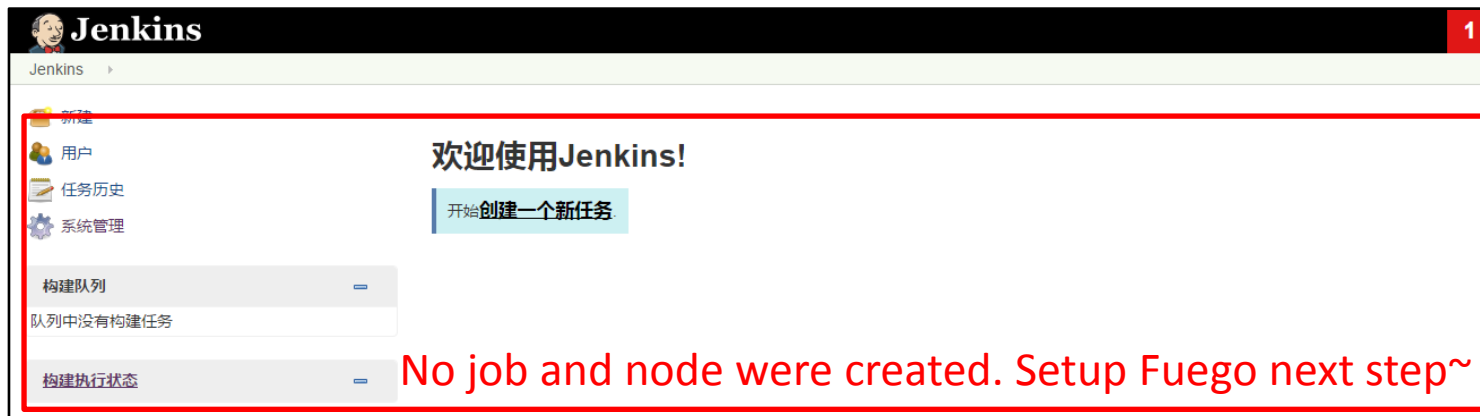 Jenkins
1
Jenkins
新建
用户
任务历史
系统管理
欢迎使用Jenkins!
开始创建一个新任务.
构建队列
队列中没有构建任务
构建执行状态
No job and node were created. Setup Fuego next step~